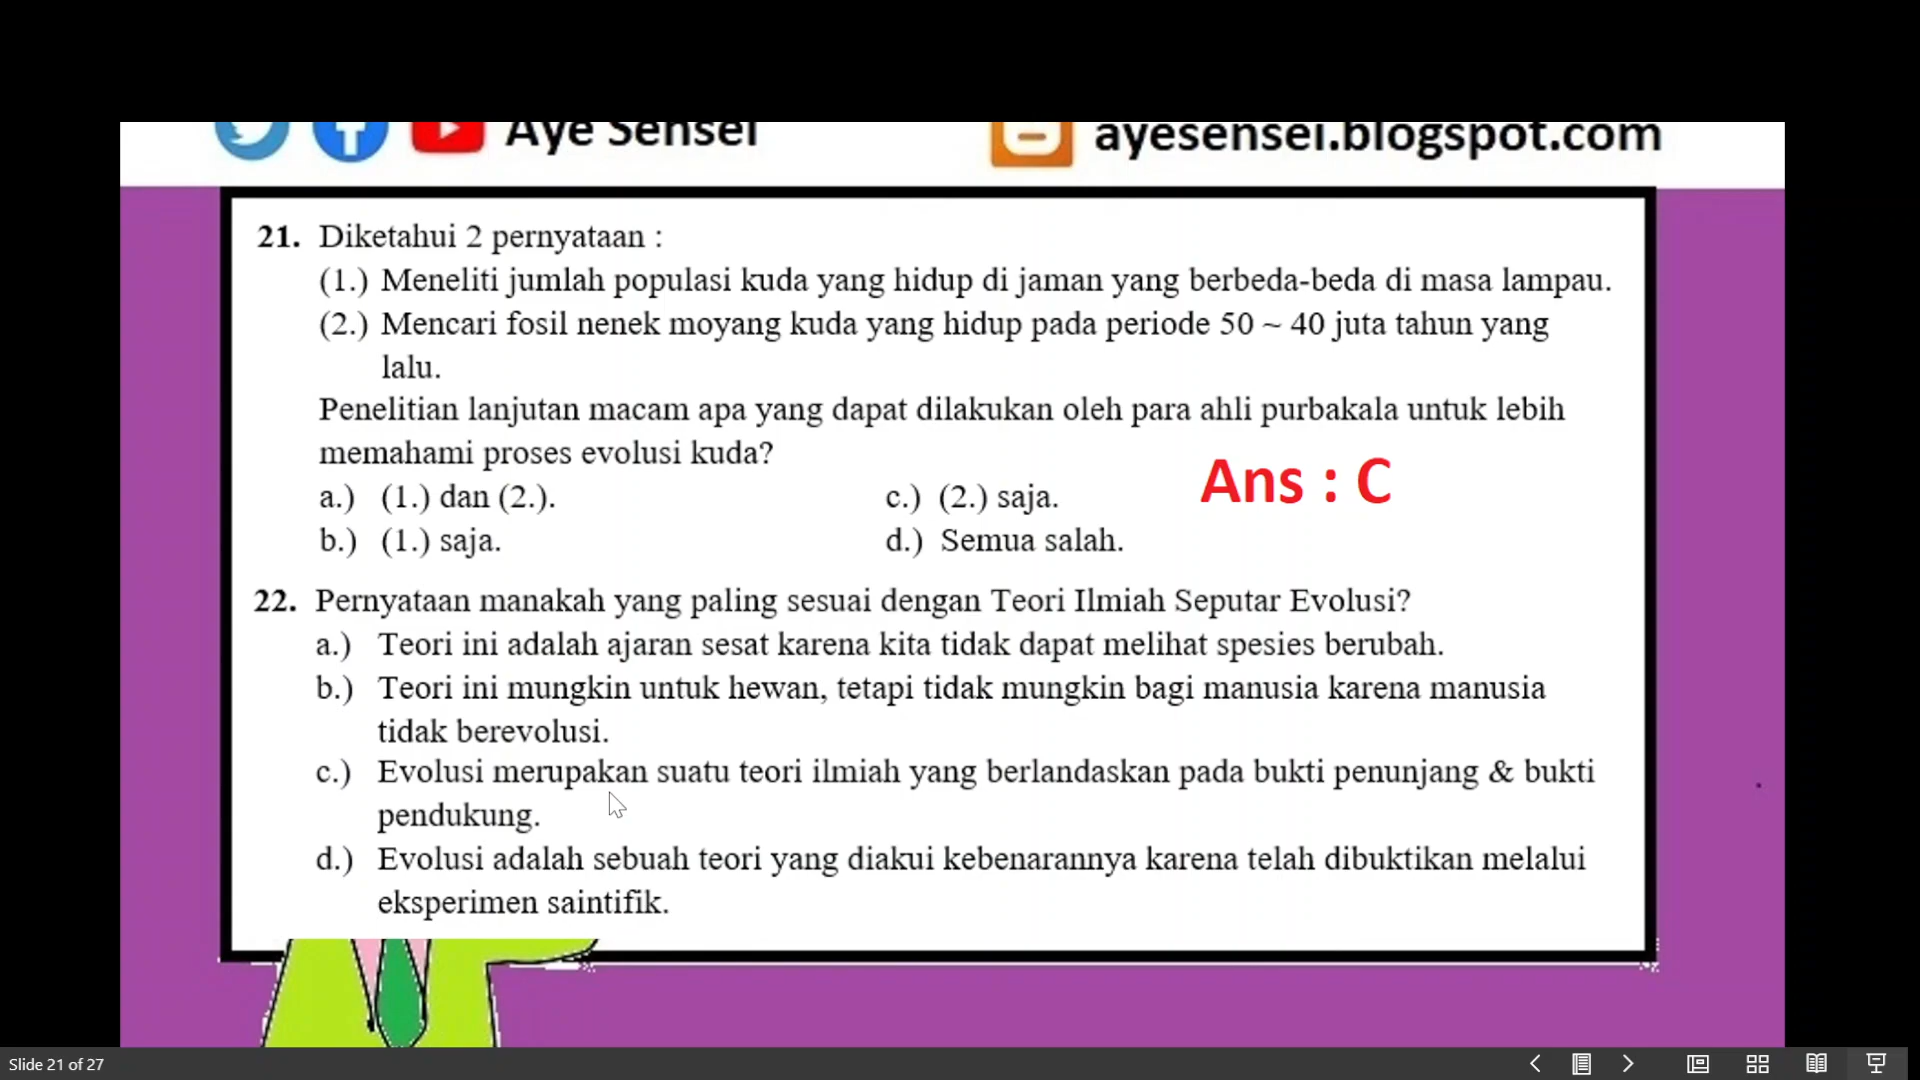 Aye Sensei
ayesensei.blogspot.com
21. Diketahui 2 pernyataan :
(1.) Meneliti jumlah populasi kuda yang hidup di jaman yang berbeda-beda di masa lampau.
(2.) Mencari fosil nenek moyang kuda yang hidup pada periode 50 ~ 40 juta tahun yang
lalu.
Penelitian lanjutan macam apa yang dapat dilakukan oleh para ahli purbakala untuk lebih
memahami proses evolusi kuda?
a.) (1.) dan (2.). c.) (2.) saja.
b.) (1.) saja. d.) Semua salah.
Ans : C
22. Pernyataan manakah yang paling sesuai dengan Teori Ilmiah Seputar Evolusi?
a.) Teori ini adalah ajaran sesat karena kita tidak dapat melihat spesies berubah.
b.) Teori ini mungkin untuk hewan, tetapi tidak mungkin bagi manusia karena manusia
tidak berevolusi.
c.) Evolusi merupakan suatu teori ilmiah yang berlandaskan pada bukti penunjang & bukti
pendukung.
d.) Evolusi adalah sebuah teori yang diakui kebenarannya karena telah dibuktikan melalui
eksperimen saintifik.
Slide 21 of 27